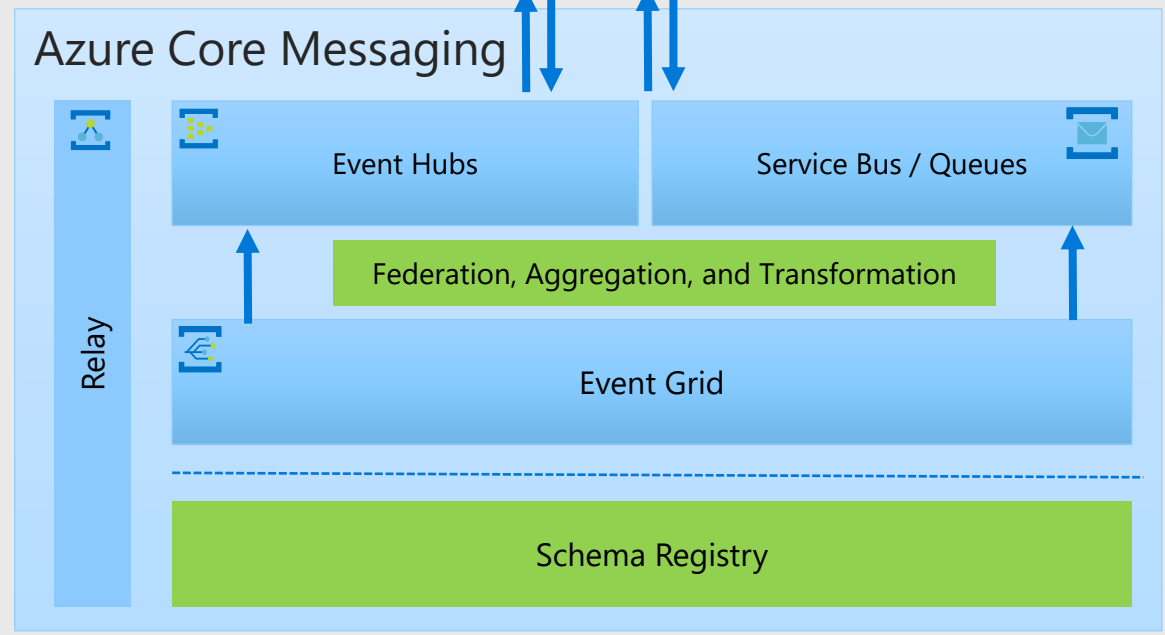 Azure Core Messaging
Relay
Event Hubs
Service Bus / Queues
Federation, Aggregation, and Transformation
Event Grid
Schema Registry